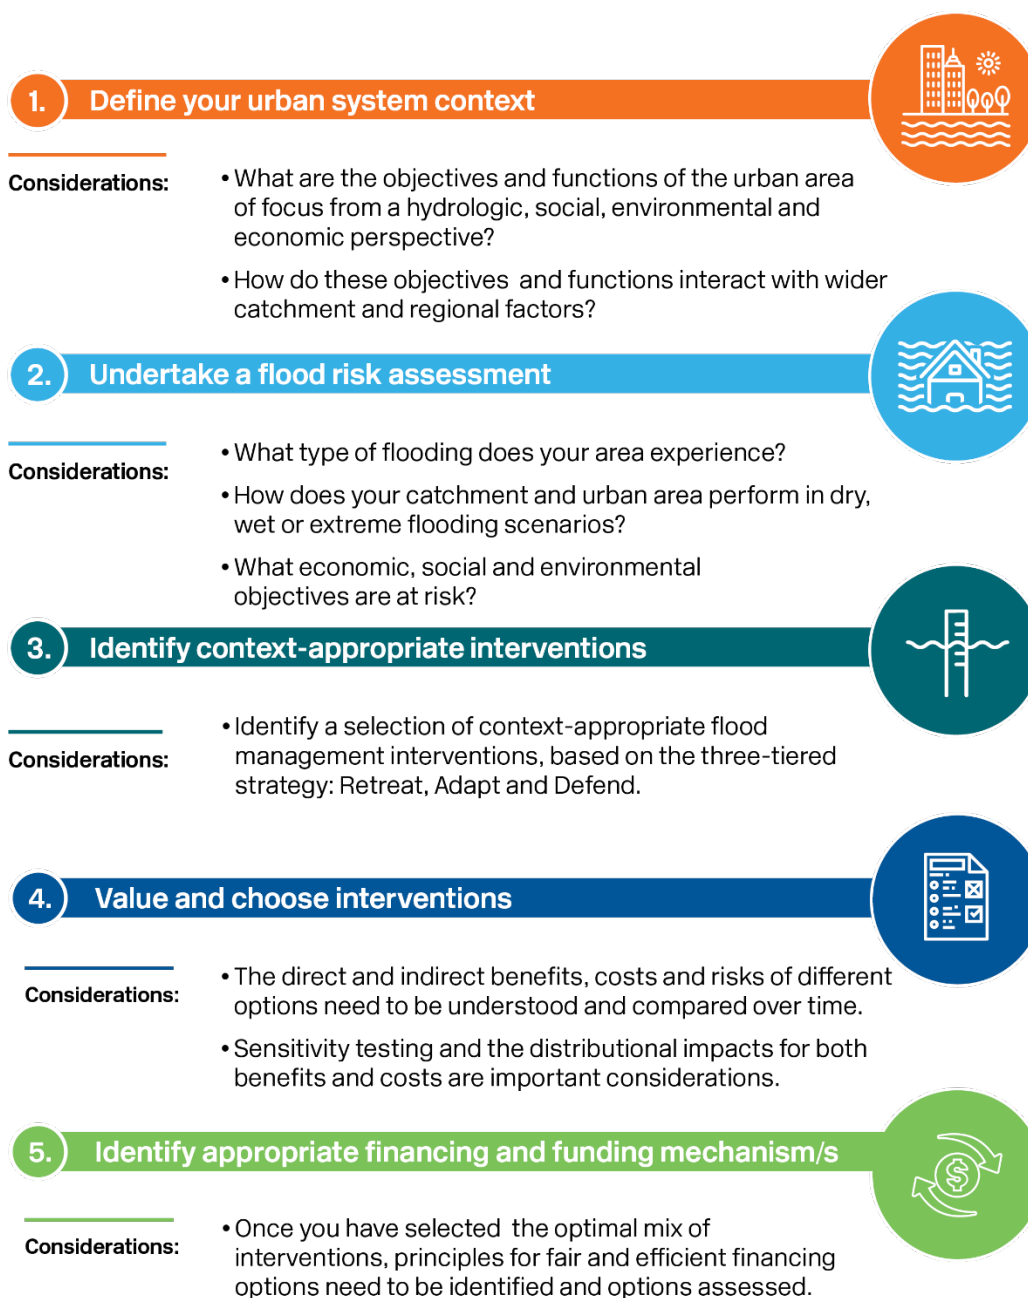 1. Define your urban system context
Considerations:
• What are the objectives and functions of the urban area
of focus from a hydrologic, social, environmental and
economic perspective?
• How do these objectives and functions interact with wider
catchment and regional factors?
2. Undertake a flood risk assessment
Considerations:
• What type of flooding does your area experience?
• How does your catchment and urban area perform in dry,
wet or extreme flooding scenarios?
• What economic, social and environmental
objectives are at risk?
3. Identify context-appropriate interventions
Considerations:
• Identify a selection of context-appropriate flood
management interventions, based on the three-tiered
strategy: Retreat, Adapt and Defend.
4. Value and choose interventions
Considerations:
• The direct and indirect benefits, costs and risks of different
options need to be understood and compared over time.
• Sensitivity testing and the distributional impacts for both
benefits and costs are important considerations.
5. Identify appropriate financing and funding mechanism/s
$
Considerations:
• Once you have selected the optimal mix of
interventions, principles for fair and efficient financing
options need to be identified and options assessed.